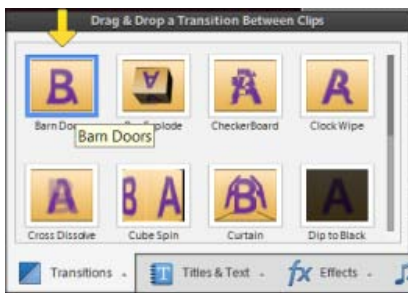 Drag & Drop a Transition Between Clips
B
A
A
A
Barn Doors
CheckerBoard
Clock Wipe
A
B A
B
A
Cross Dissolve
Cube Spin
Curtain
Dip to Black
Transitions
T
Titles & Text
fx
Effects